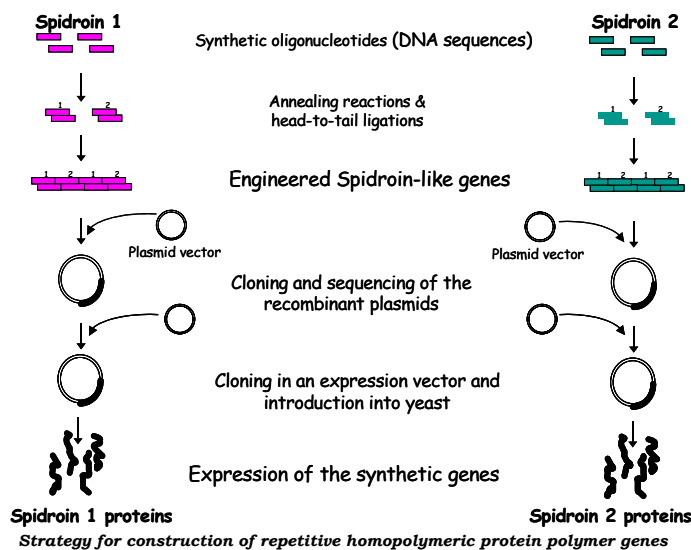 Spidroin 1
Spidroin 2
Synthetic oligonucleotides (DNA sequences)
Annealing reactions &
head-to-tail ligations
1 2
1 2
Engineered Spidroin-like genes
1 2 1 2
1 2 1 2
Plasmid vector
Plasmid vector
Cloning and sequencing of the
recombinant plasmids
Cloning in an expression vector and
introduction into yeast
Expression of the synthetic genes
Spidroin 1 proteins
Spidroin 2 proteins
Strategy for construction of repetitive homopolymeric protein polymer genes